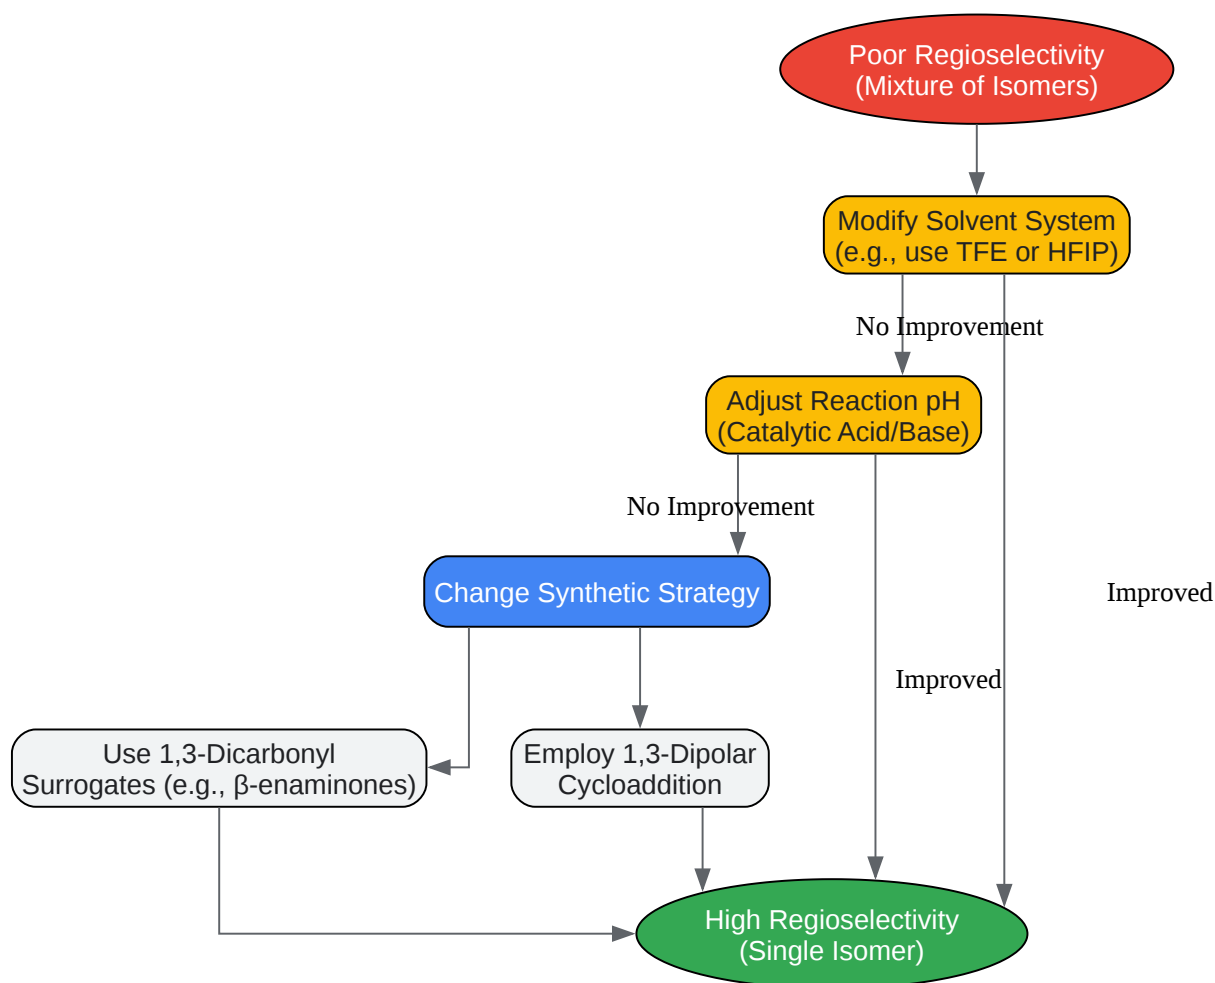 Poor Regioselectivity
(Mixture of Isomers)
Modify Solvent System
(e.g., use TFE or HFIP)
No Improvement
Adjust Reaction pH
(Catalytic Acid/Base)
No Improvement
Change Synthetic Strategy
Improved
Improved
Use 1,3-Dicarbonyl
Surrogates (e.g., β-enaminones)
Employ 1,3-Dipolar
Cycloaddition
High Regioselectivity
(Single Isomer)